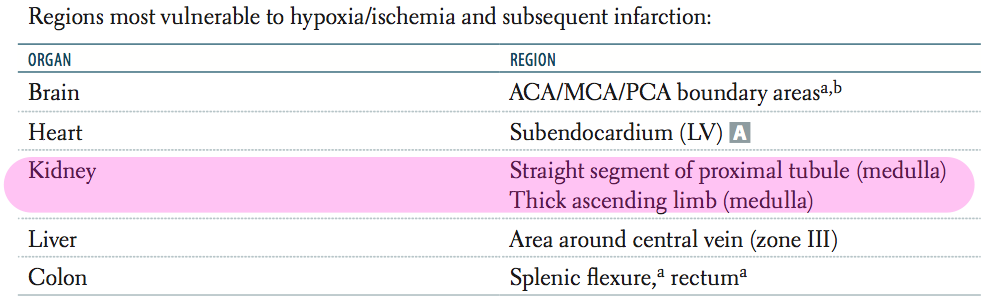 Regions most vulnerable to hypoxia/ischemia and subsequent infarction:
ORGAN REGION
Brain ACA/MCA/PCA boundary areasᵃ,ᵇ
Heart Subendocardium (LV) A
Kidney Straight segment of proximal tubule (medulla)
Thick ascending limb (medulla)
Liver Area around central vein (zone III)
Colon Splenic flexure,ᵃ rectumᵃ